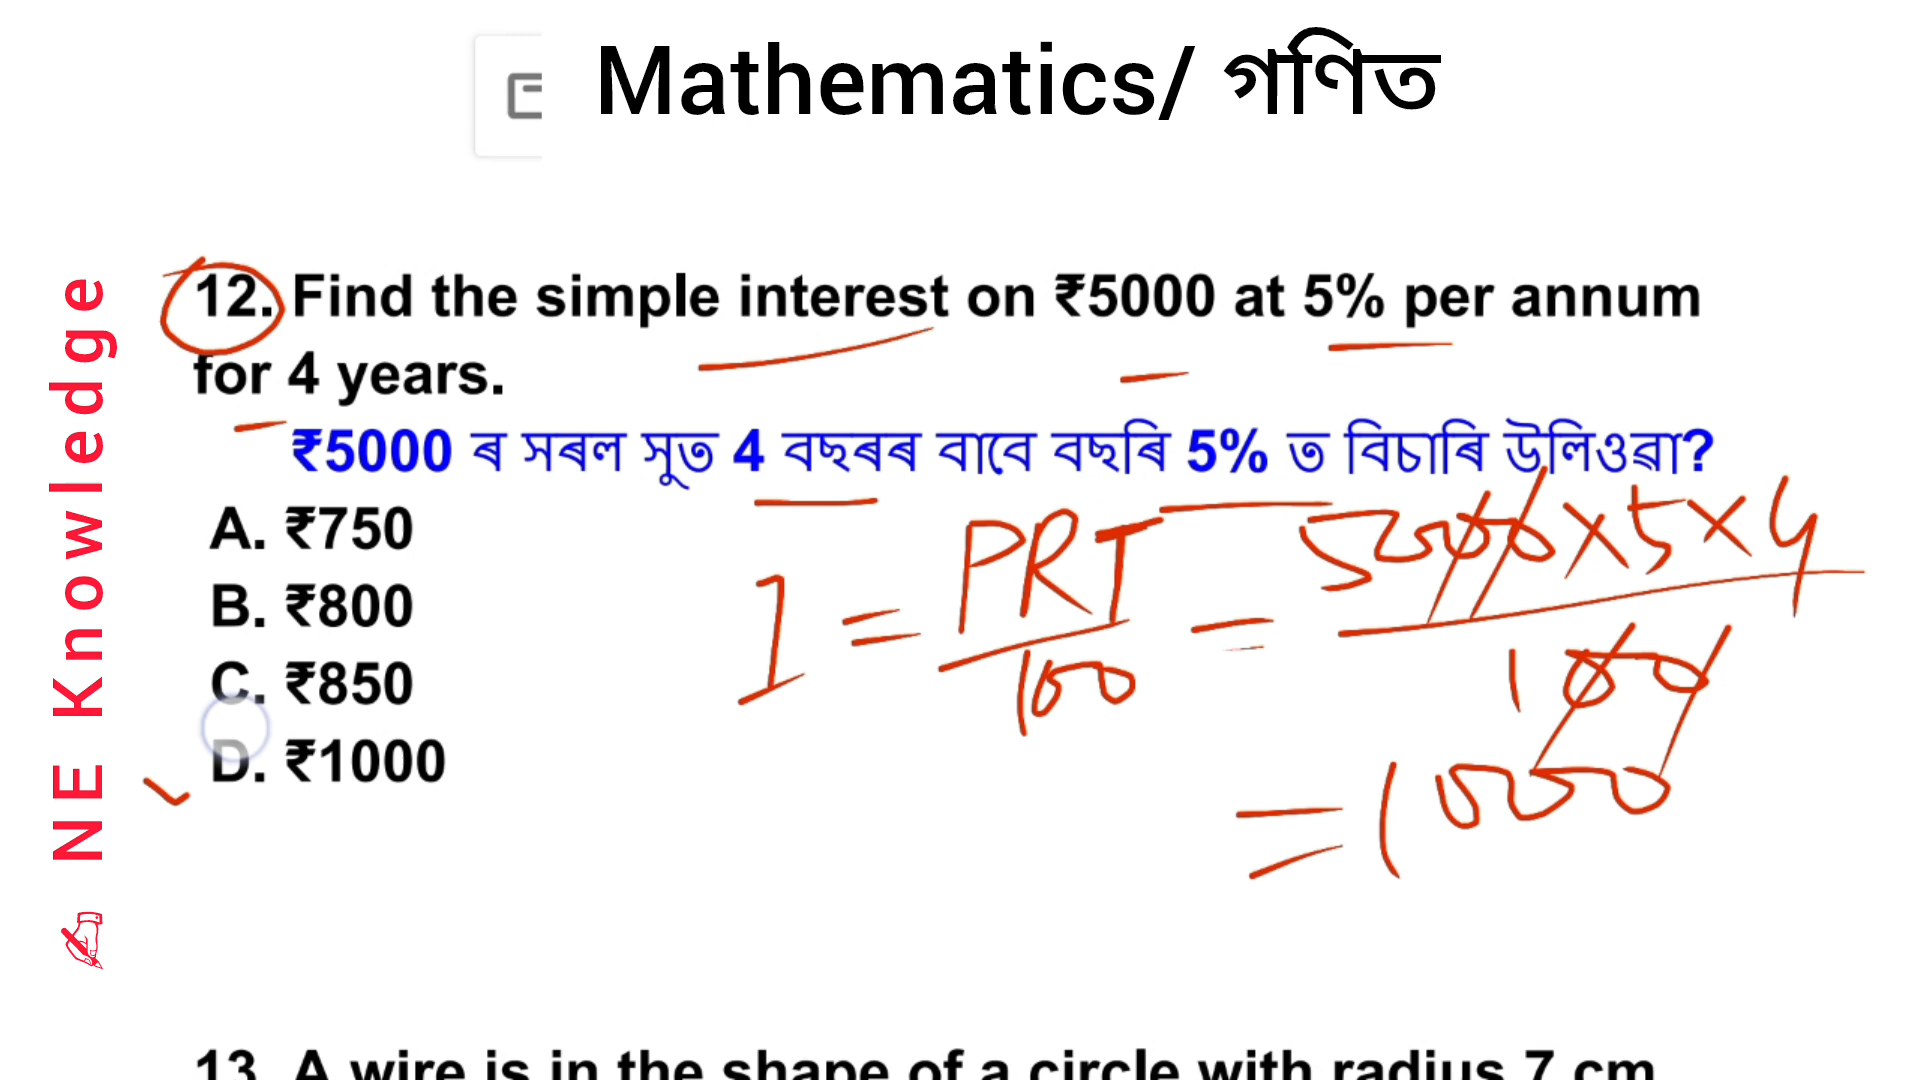 Mathematics/ গণিত
12. Find the simple interest on ₹5000 at 5% per annum
for 4 years.
₹5000 ৰ সৰল সুত 4 বছৰৰ বাবে বছৰি 5% ত বিচাৰি উলিওৱা?
A. ₹750
B. ₹800
C. ₹850
D. ₹1000
I = PRT/100 = 5000×5×4/100
= 1000
13. A wire is in the shape of a circle with radius 7 cm
NE Knowledge